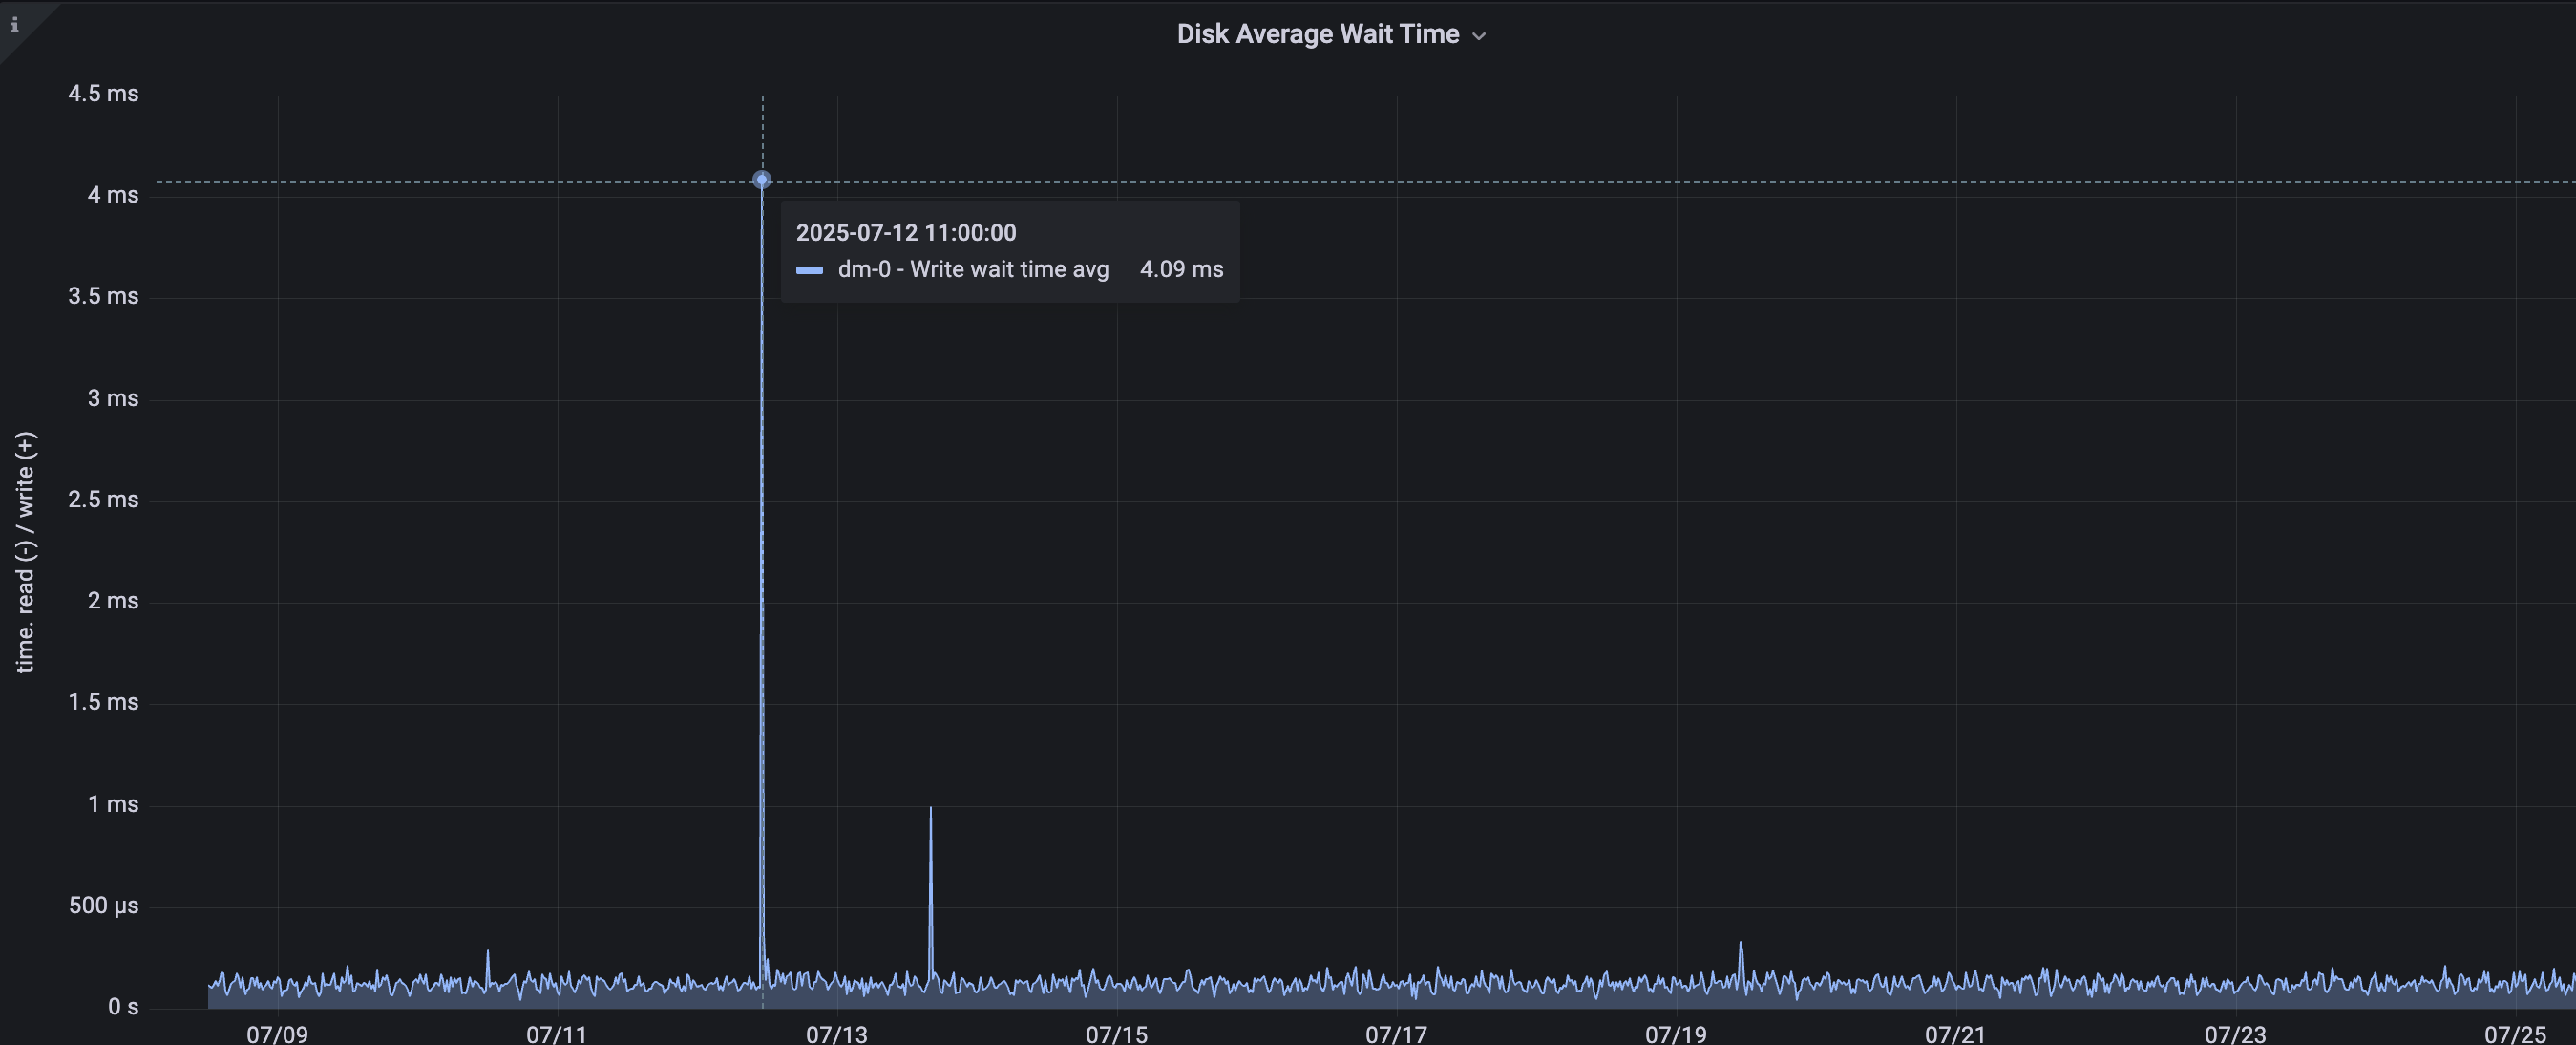 i
Disk Average Wait Time
time. read (-) / write (+)
4.5 ms
4 ms
3.5 ms
3 ms
2.5 ms
2 ms
1.5 ms
1 ms
500 µs
0 s
2025-07-12 11:00:00
dm-0 - Write wait time avg 4.09 ms
07/09 07/11 07/13 07/15 07/17 07/19 07/21 07/23 07/25